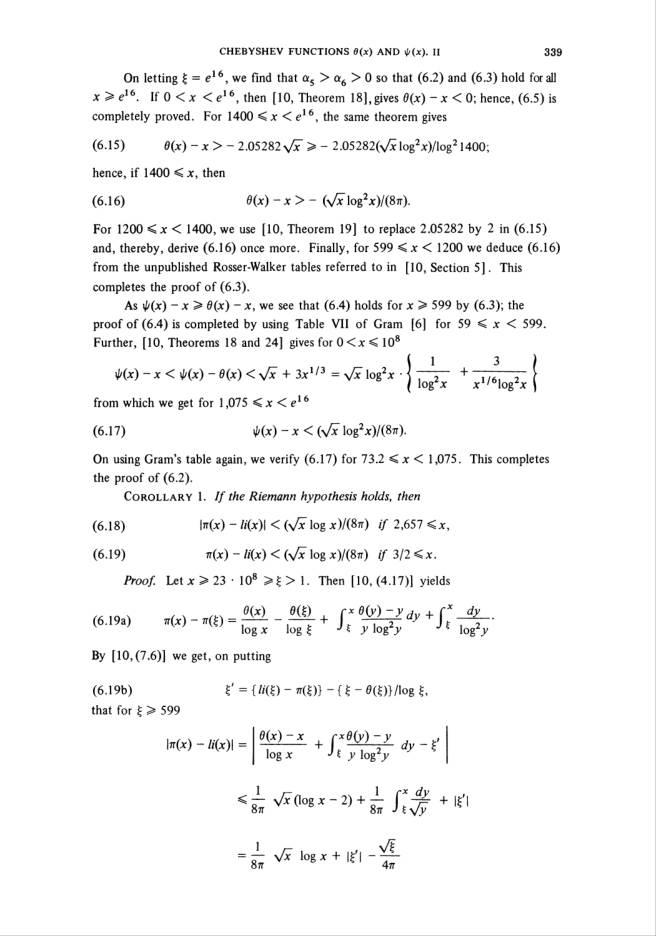 CHEBYSHEV FUNCTIONS θ(x) AND ψ(x). II 339
On letting ξ = e^{16}, we find that α_5 > α_6 > 0 so that (6.2) and (6.3) hold for all
x ⩾ e^{16}. If 0 < x < e^{16}, then [10, Theorem 18], gives θ(x) − x < 0; hence, (6.5) is
completely proved. For 1400 ⩽ x < e^{16}, the same theorem gives
(6.15) θ(x) − x > − 2.05282 √x ⩾ − 2.05282(√x log²x)/log² 1400;
hence, if 1400 ⩽ x, then
(6.16) θ(x) − x > − (√x log²x)/(8π).
For 1200 ⩽ x < 1400, we use [10, Theorem 19] to replace 2.05282 by 2 in (6.15)
and, thereby, derive (6.16) once more. Finally, for 599 ⩽ x < 1200 we deduce (6.16)
from the unpublished Rosser-Walker tables referred to in [10, Section 5]. This
completes the proof of (6.3).
As ψ(x) − x ⩾ θ(x) − x, we see that (6.4) holds for x ⩾ 599 by (6.3); the
proof of (6.4) is completed by using Table VII of Gram [6] for 59 ⩽ x < 599.
Further, [10, Theorems 18 and 24] gives for 0 < x ⩽ 10^8
ψ(x) − x < ψ(x) − θ(x) < √x + 3x^{1/3} = √x log²x · { 1/log²x + 3/(x^{1/6}log²x) }
from which we get for 1,075 ⩽ x < e^{16}
(6.17) ψ(x) − x < (√x log²x)/(8π).
On using Gram's table again, we verify (6.17) for 73.2 ⩽ x < 1,075. This completes
the proof of (6.2).
COROLLARY 1. If the Riemann hypothesis holds, then
(6.18) |π(x) − li(x)| < (√x log x)/(8π) if 2,657 ⩽ x,
(6.19) π(x) − li(x) < (√x log x)/(8π) if 3/2 ⩽ x.
Proof. Let x ⩾ 23 · 10^8 ⩾ ξ > 1. Then [10, (4.17)] yields
(6.19a) π(x) − π(ξ) = θ(x)/log x − θ(ξ)/log ξ + ∫_ξ^x (θ(y) − y)/(y log²y) dy + ∫_ξ^x dy/log²y.
By [10, (7.6)] we get, on putting
(6.19b) ξ′ = {li(ξ) − π(ξ)} − {ξ − θ(ξ)}/log ξ,
that for ξ ⩾ 599
|π(x) − li(x)| = | (θ(x) − x)/log x + ∫_ξ^x (θ(y) − y)/(y log²y) dy − ξ′ |
⩽ 1/(8π) √x (log x − 2) + 1/(8π) ∫_ξ^x dy/√y + |ξ′|
= 1/(8π) √x log x + |ξ′| − √ξ/(4π)